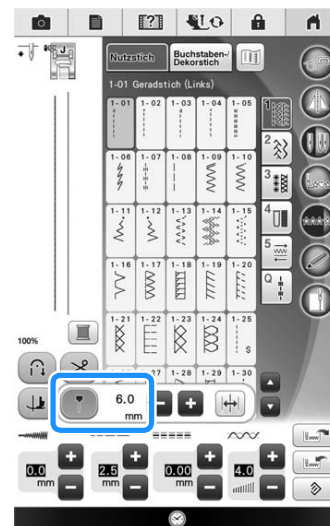 J
Nutzstich
Buchstaben-/
Dekorstich
1-01 Geradstich (Links)
1-01 1-02 1-03 1-04 1-05
1-06 1-07 1-08 1-09 1-10
1-11 1-12 1-13 1-14 1-15
1-16 1-17 1-18 1-19 1-20
1-21 1-22 1-23 1-24 1-25
S
1-28 1-29 1-30
1
2
3
4
5
Q
100%
6.0
mm
0.0
mm
2.5
mm
0.00
mm
4.0